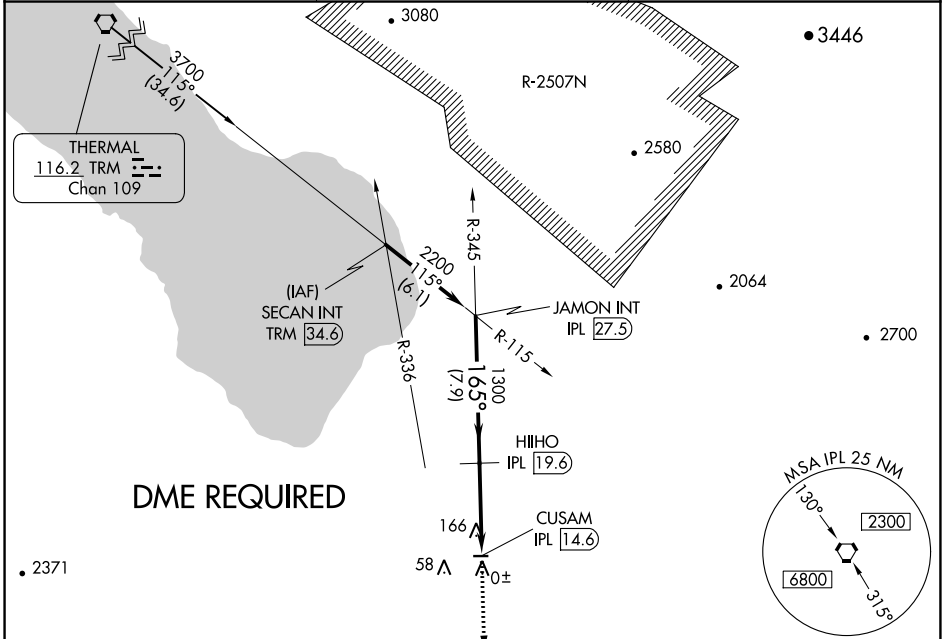 3080
3446
R-2507N
3700
115°
(34.6)
THERMAL
116.2 TRM
Chan 109
2580
R-345
2200
115°
(6.1)
(IAF)
SECAN INT
TRM 34.6
JAMON INT
IPL 27.5
2064
2700
R-336
R-115
1300
165°
(7.9)
HIIHO
IPL 19.6
DME REQUIRED
MSA IPL 25 NM
130°
2300
6800
315°
166
CUSAM
IPL 14.6
58
0±
2371